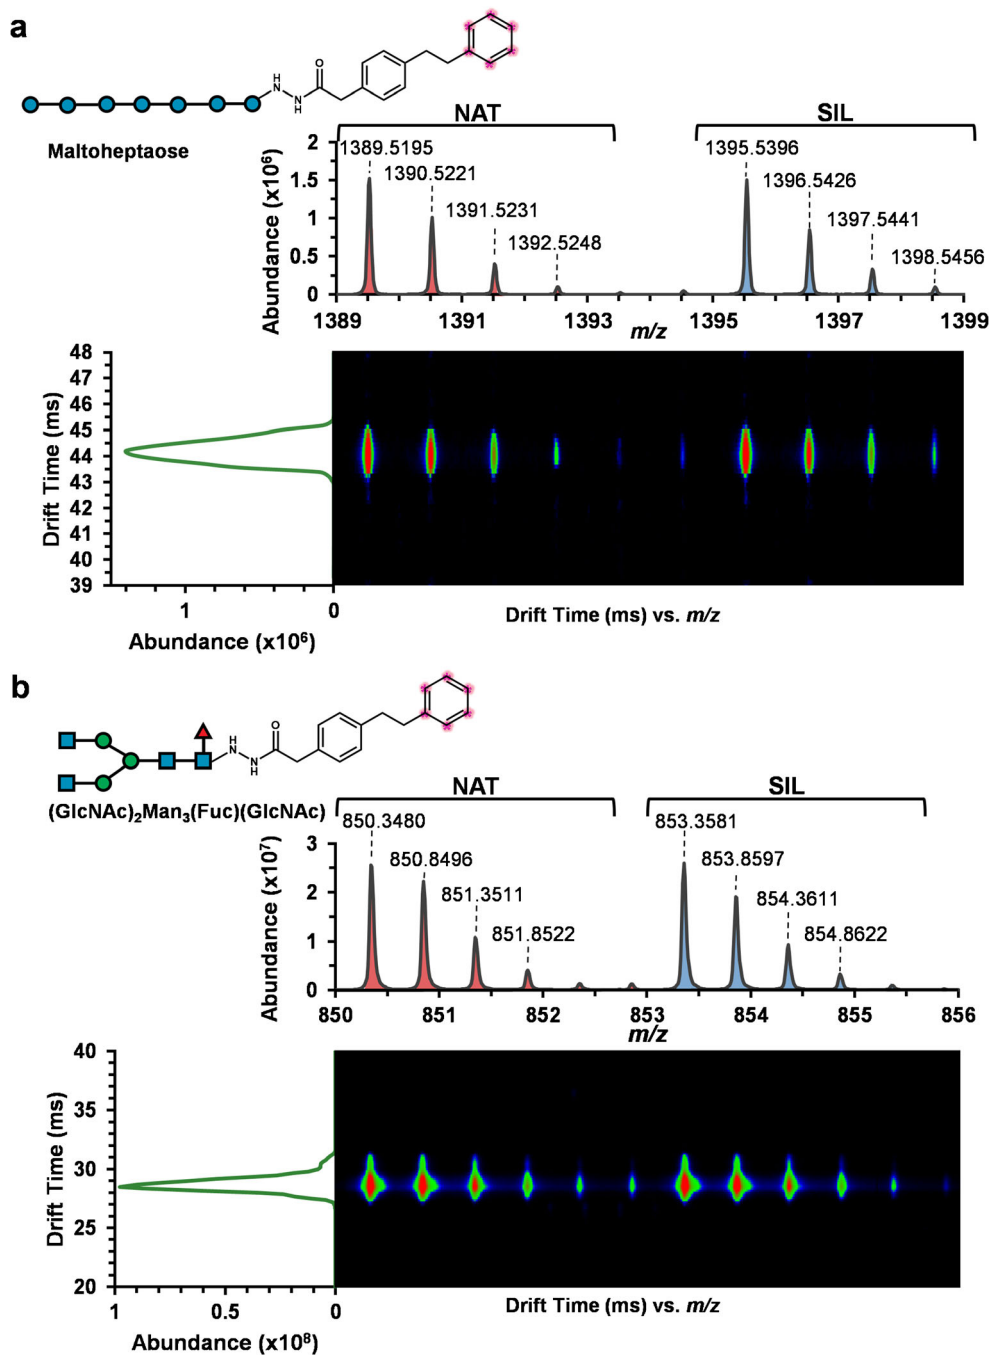 a
H
N
N
H
O
Maltoheptaose
NAT
SIL
1389.5195
1390.5221
1391.5231
1392.5248
1395.5396
1396.5426
1397.5441
1398.5456
Abundance (x10⁶)
2
1.5
1
0.5
0
1389
1391
1393
1395
1397
1399
m/z
Drift Time (ms)
48
47
46
45
44
43
42
41
40
39
1
0
Abundance (x10⁶)
Drift Time (ms) vs. m/z
b
H
N
N
H
O
(GlcNAc)₂Man₃(Fuc)(GlcNAc)
NAT
SIL
850.3480
850.8496
851.3511
851.8522
853.3581
853.8597
854.3611
854.8622
Abundance (x10⁷)
3
2
1
0
850
851
852
853
854
855
856
m/z
Drift Time (ms)
40
35
30
25
20
1
0.5
0
Abundance (x10⁸)
Drift Time (ms) vs. m/z